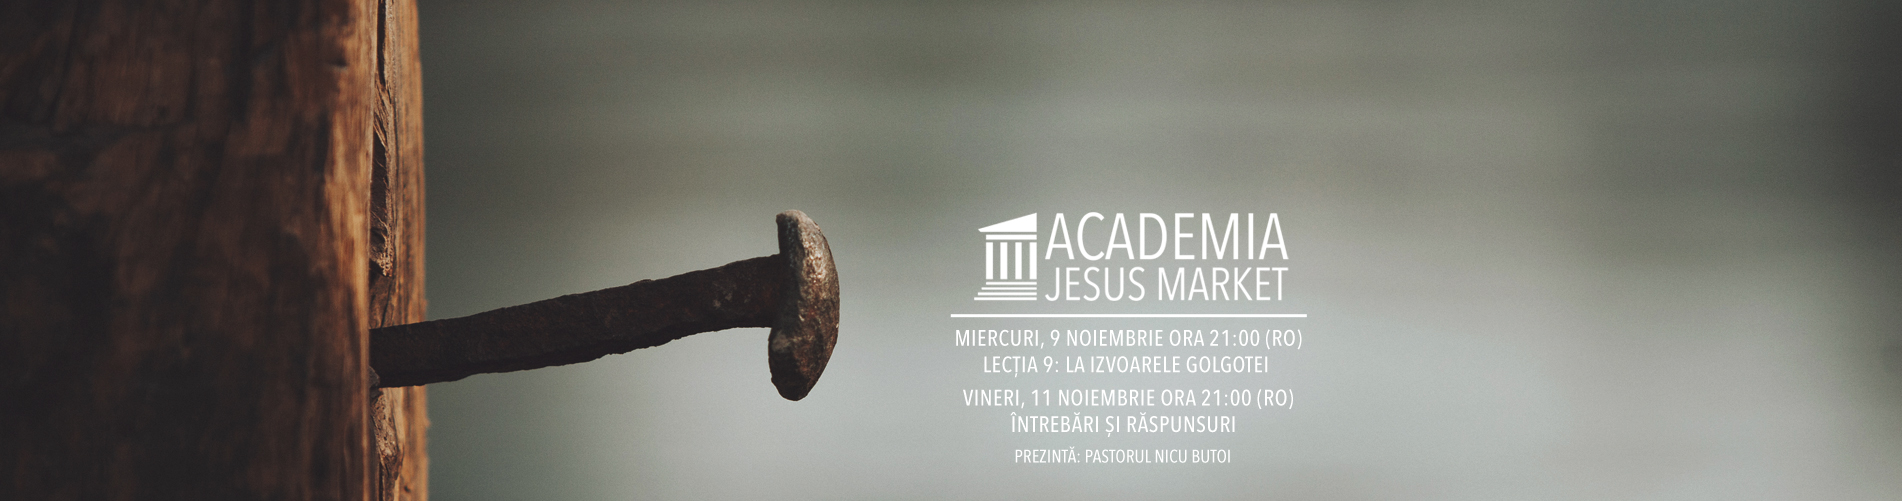 ACADEMIA
JESUS MARKET
MIERCURI, 9 NOIEMBRIE ORA 21:00 (RO)
LECȚIA 9: LA IZVOARELE GOLGOTEI
VINERI, 11 NOIEMBRIE ORA 21:00 (RO)
ÎNTREBĂRI ȘI RĂSPUNSURI
PREZINTĂ: PASTORUL NICU BUTOI